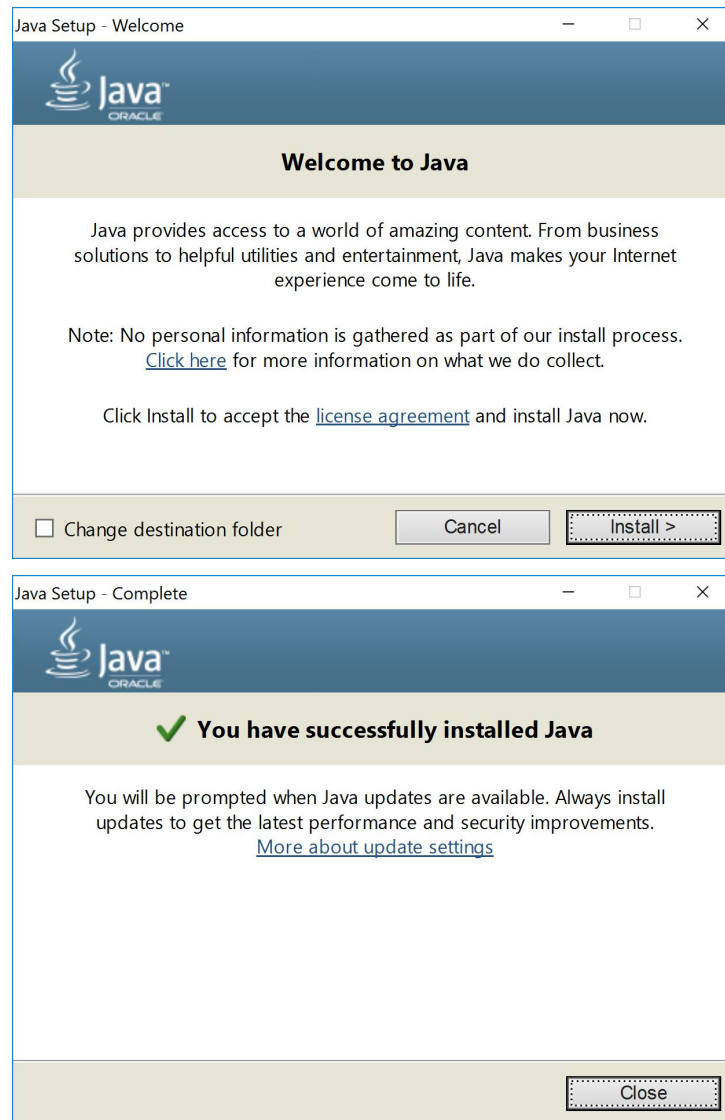 Java Setup - Welcome
Java™
ORACLE
Welcome to Java
Java provides access to a world of amazing content. From business
solutions to helpful utilities and entertainment, Java makes your Internet
experience come to life.
Note: No personal information is gathered as part of our install process.
Click here for more information on what we do collect.
Click Install to accept the license agreement and install Java now.
Change destination folder
Cancel
Install >
Java Setup - Complete
Java™
ORACLE
You have successfully installed Java
You will be prompted when Java updates are available. Always install
updates to get the latest performance and security improvements.
More about update settings
Close